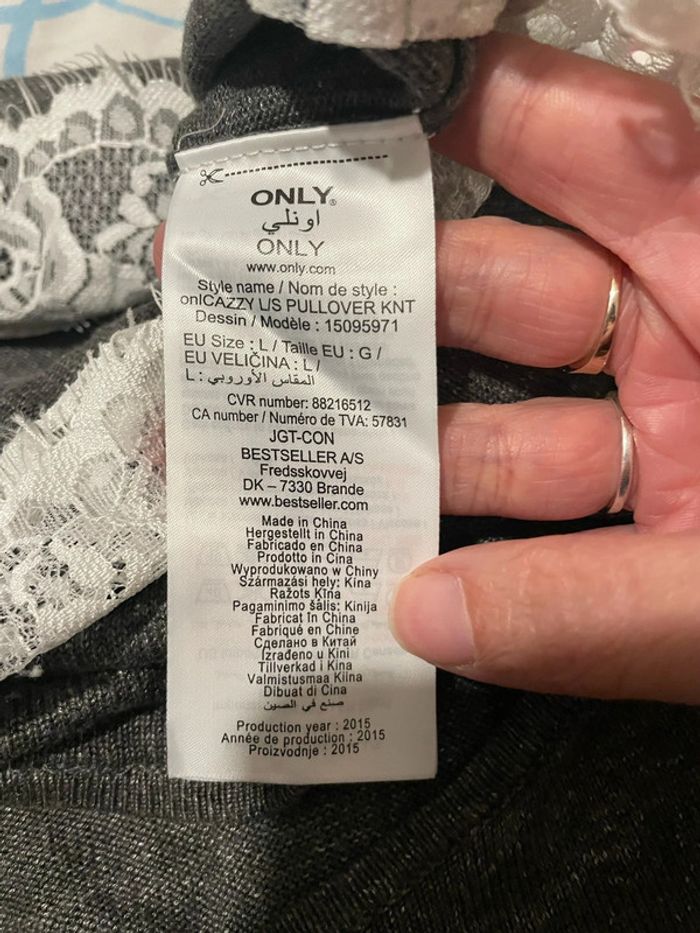 ONLY®
اونلي
ONLY
www.only.com
Style name / Nom de style :
onlCAZZY L/S PULLOVER KNT
Dessin / Modèle : 15095971
EU Size : L / Taille EU : G /
EU VELIČINA : L /
المقاس الأوروبي : L
CVR number: 88216512
CA number / Numéro de TVA: 57831
JGT-CON
BESTSELLER A/S
Fredsskovvej
DK – 7330 Brande
www.bestseller.com
Made in China
Hergestellt in China
Fabricado en China
Prodotto in Cina
Wyprodukowano w Chiny
Származási hely: Kína
Ražots Ķīna
Pagaminimo šalis: Kinija
Fabricat în China
Fabriqué en Chine
Сделано в Китай
Izrađeno u Kini
Tillverkad i Kina
Valmistusmaa Kiina
Dibuat di Cina
صنع في الصين
Production year : 2015
Année de production : 2015
Proizvodnje : 2015